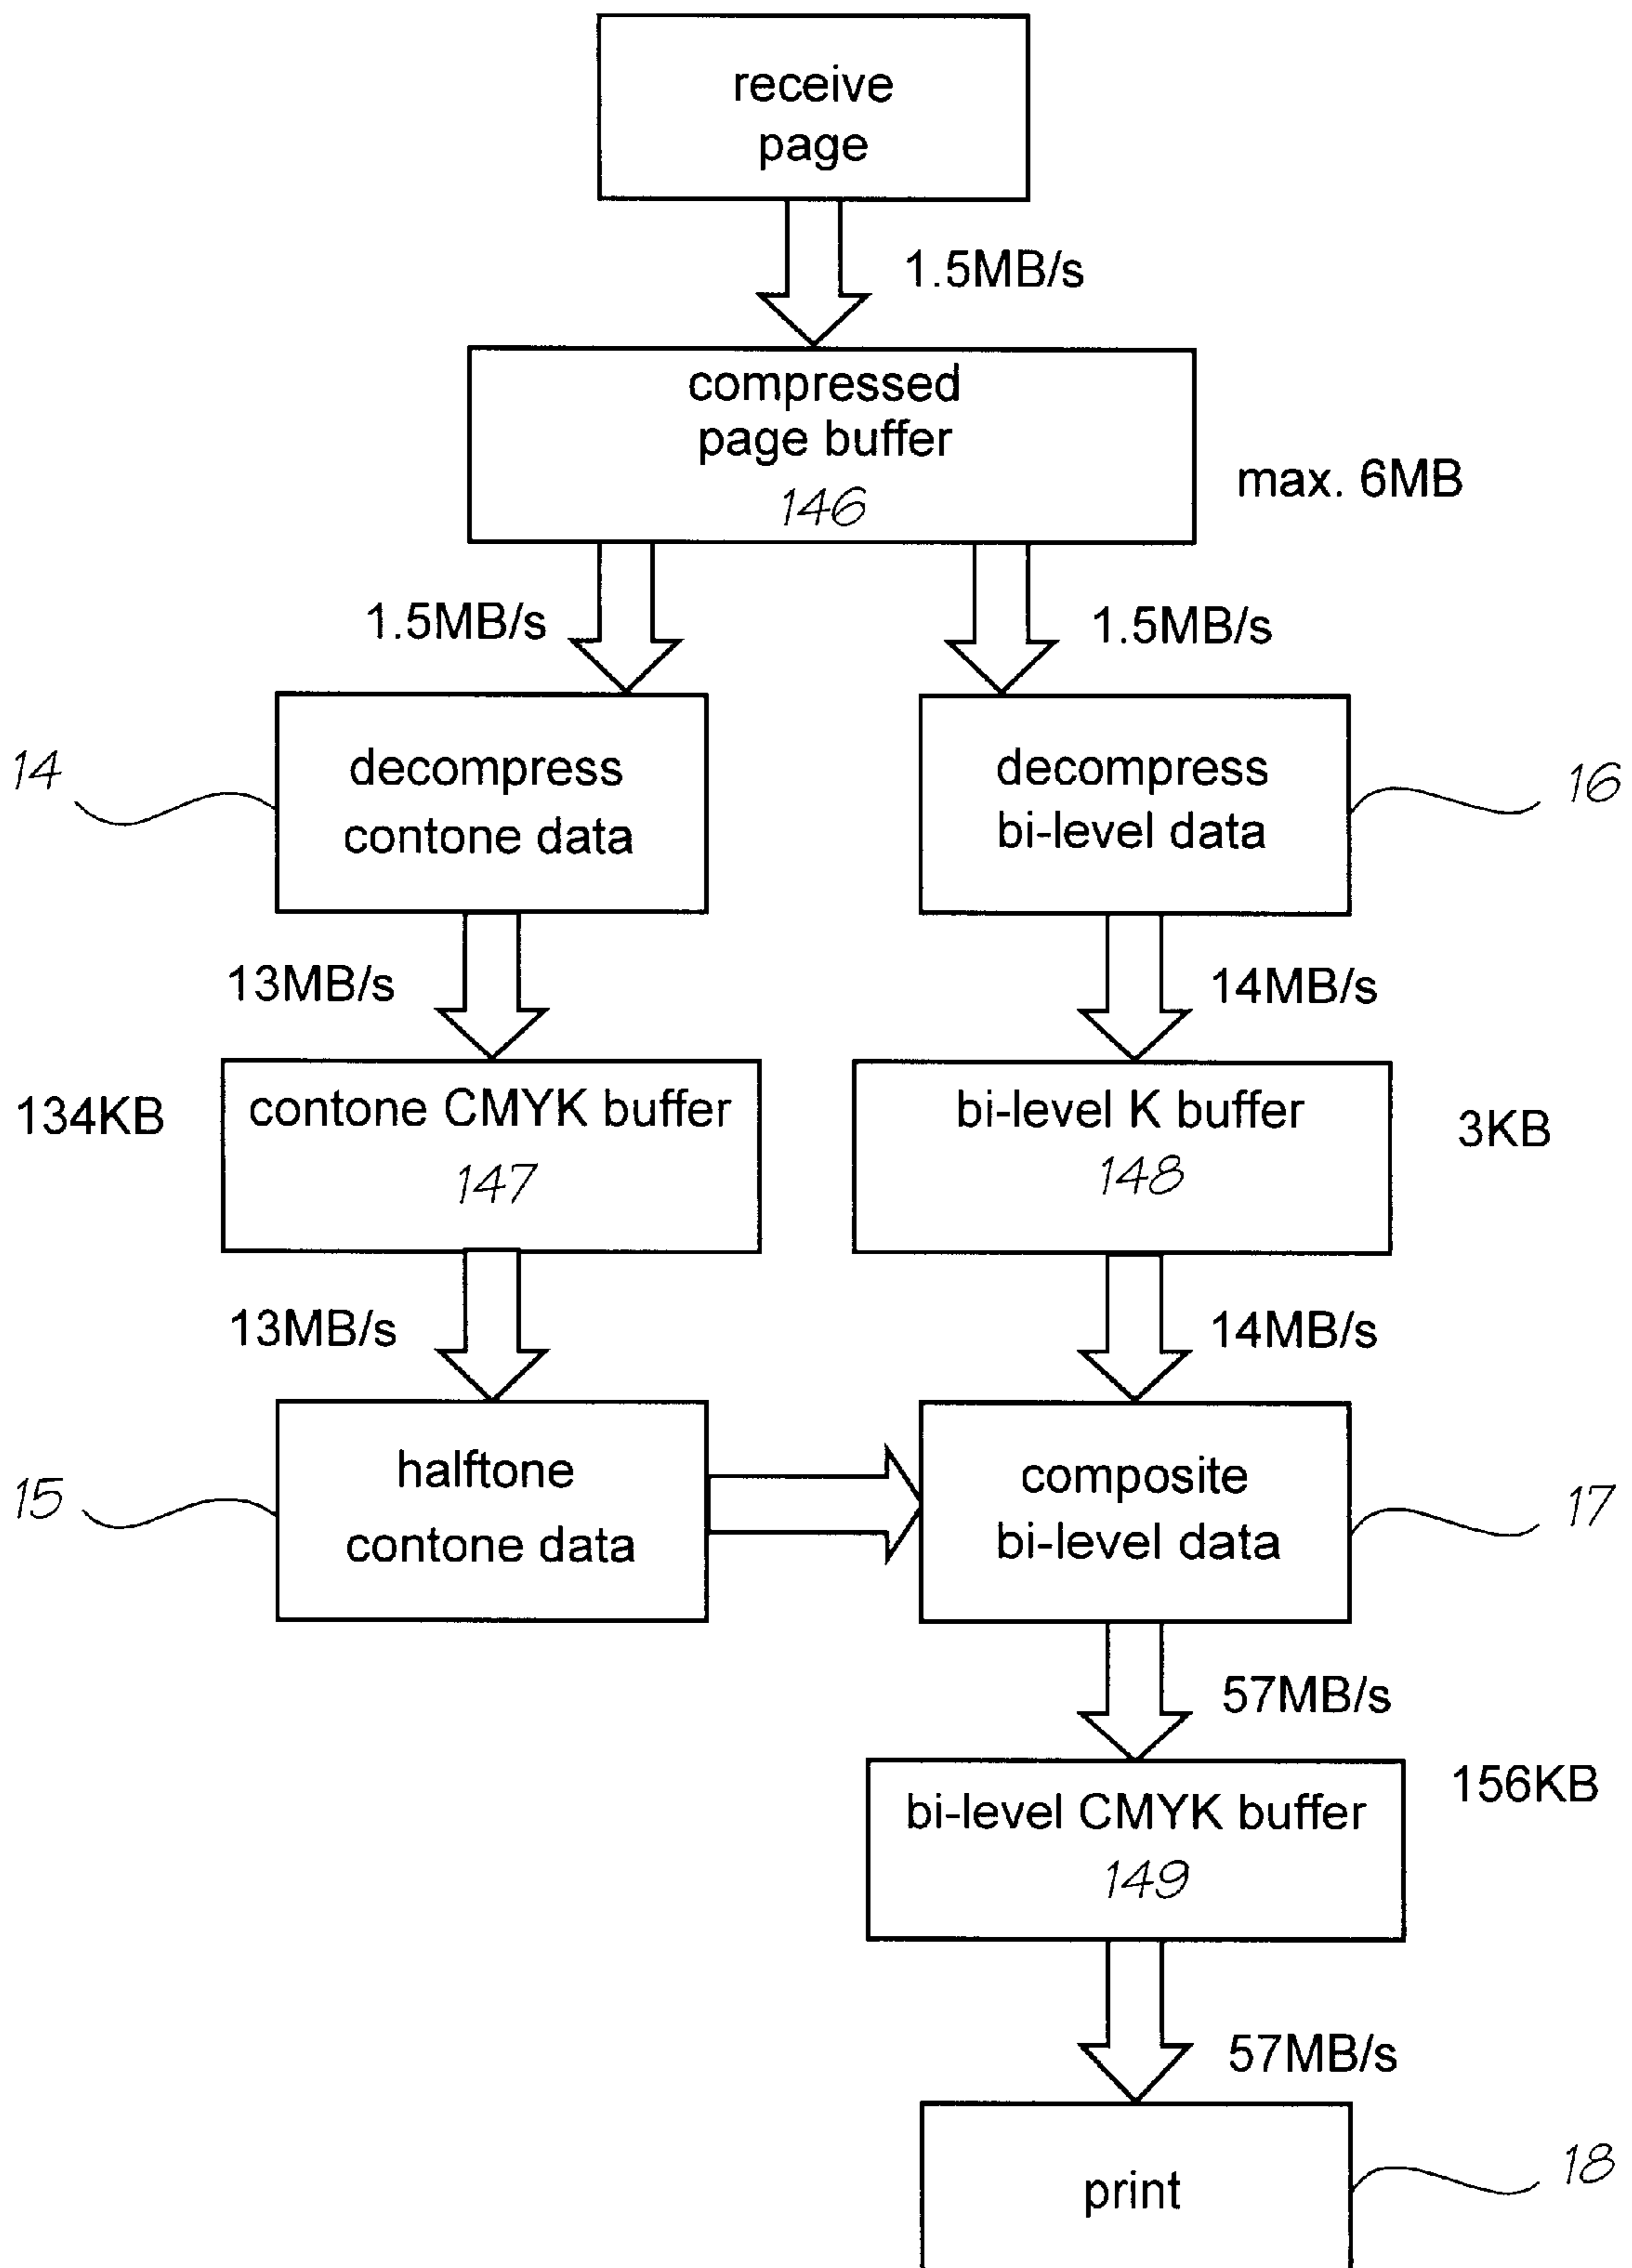 receive
page
1.5MB/s
compressed
page buffer
146
max. 6MB
1.5MB/s
1.5MB/s
14
decompress
contone data
decompress
bi-level data
16
13MB/s
14MB/s
134KB
contone CMYK buffer
147
bi-level K buffer
148
3KB
13MB/s
14MB/s
15
halftone
contone data
composite
bi-level data
17
57MB/s
bi-level CMYK buffer
149
156KB
57MB/s
print
18